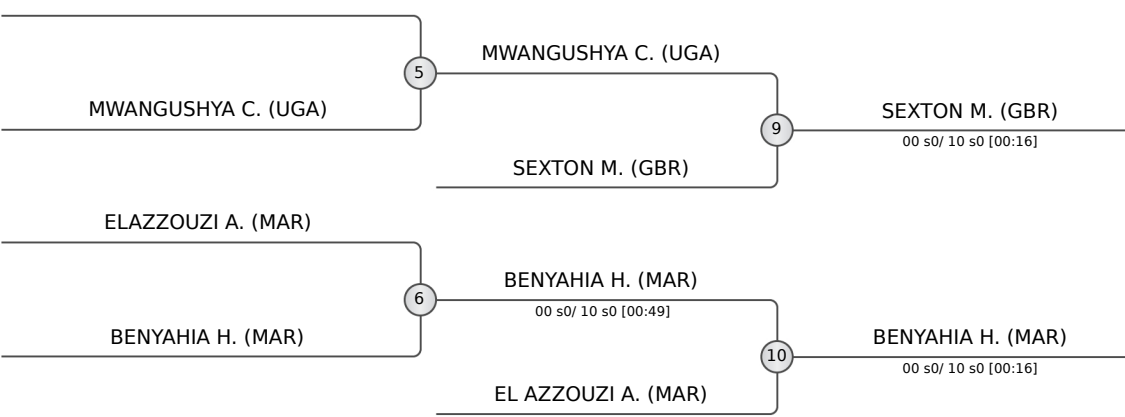 MWANGUSHYA C. (UGA)
5
MWANGUSHYA C. (UGA)
SEXTON M. (GBR)
9
SEXTON M. (GBR)
00 s0/ 10 s0 [00:16]
ELAZZOUZI A. (MAR)
6
BENYAHIA H. (MAR)
BENYAHIA H. (MAR)
00 s0/ 10 s0 [00:49]
EL AZZOUZI A. (MAR)
10
BENYAHIA H. (MAR)
00 s0/ 10 s0 [00:16]